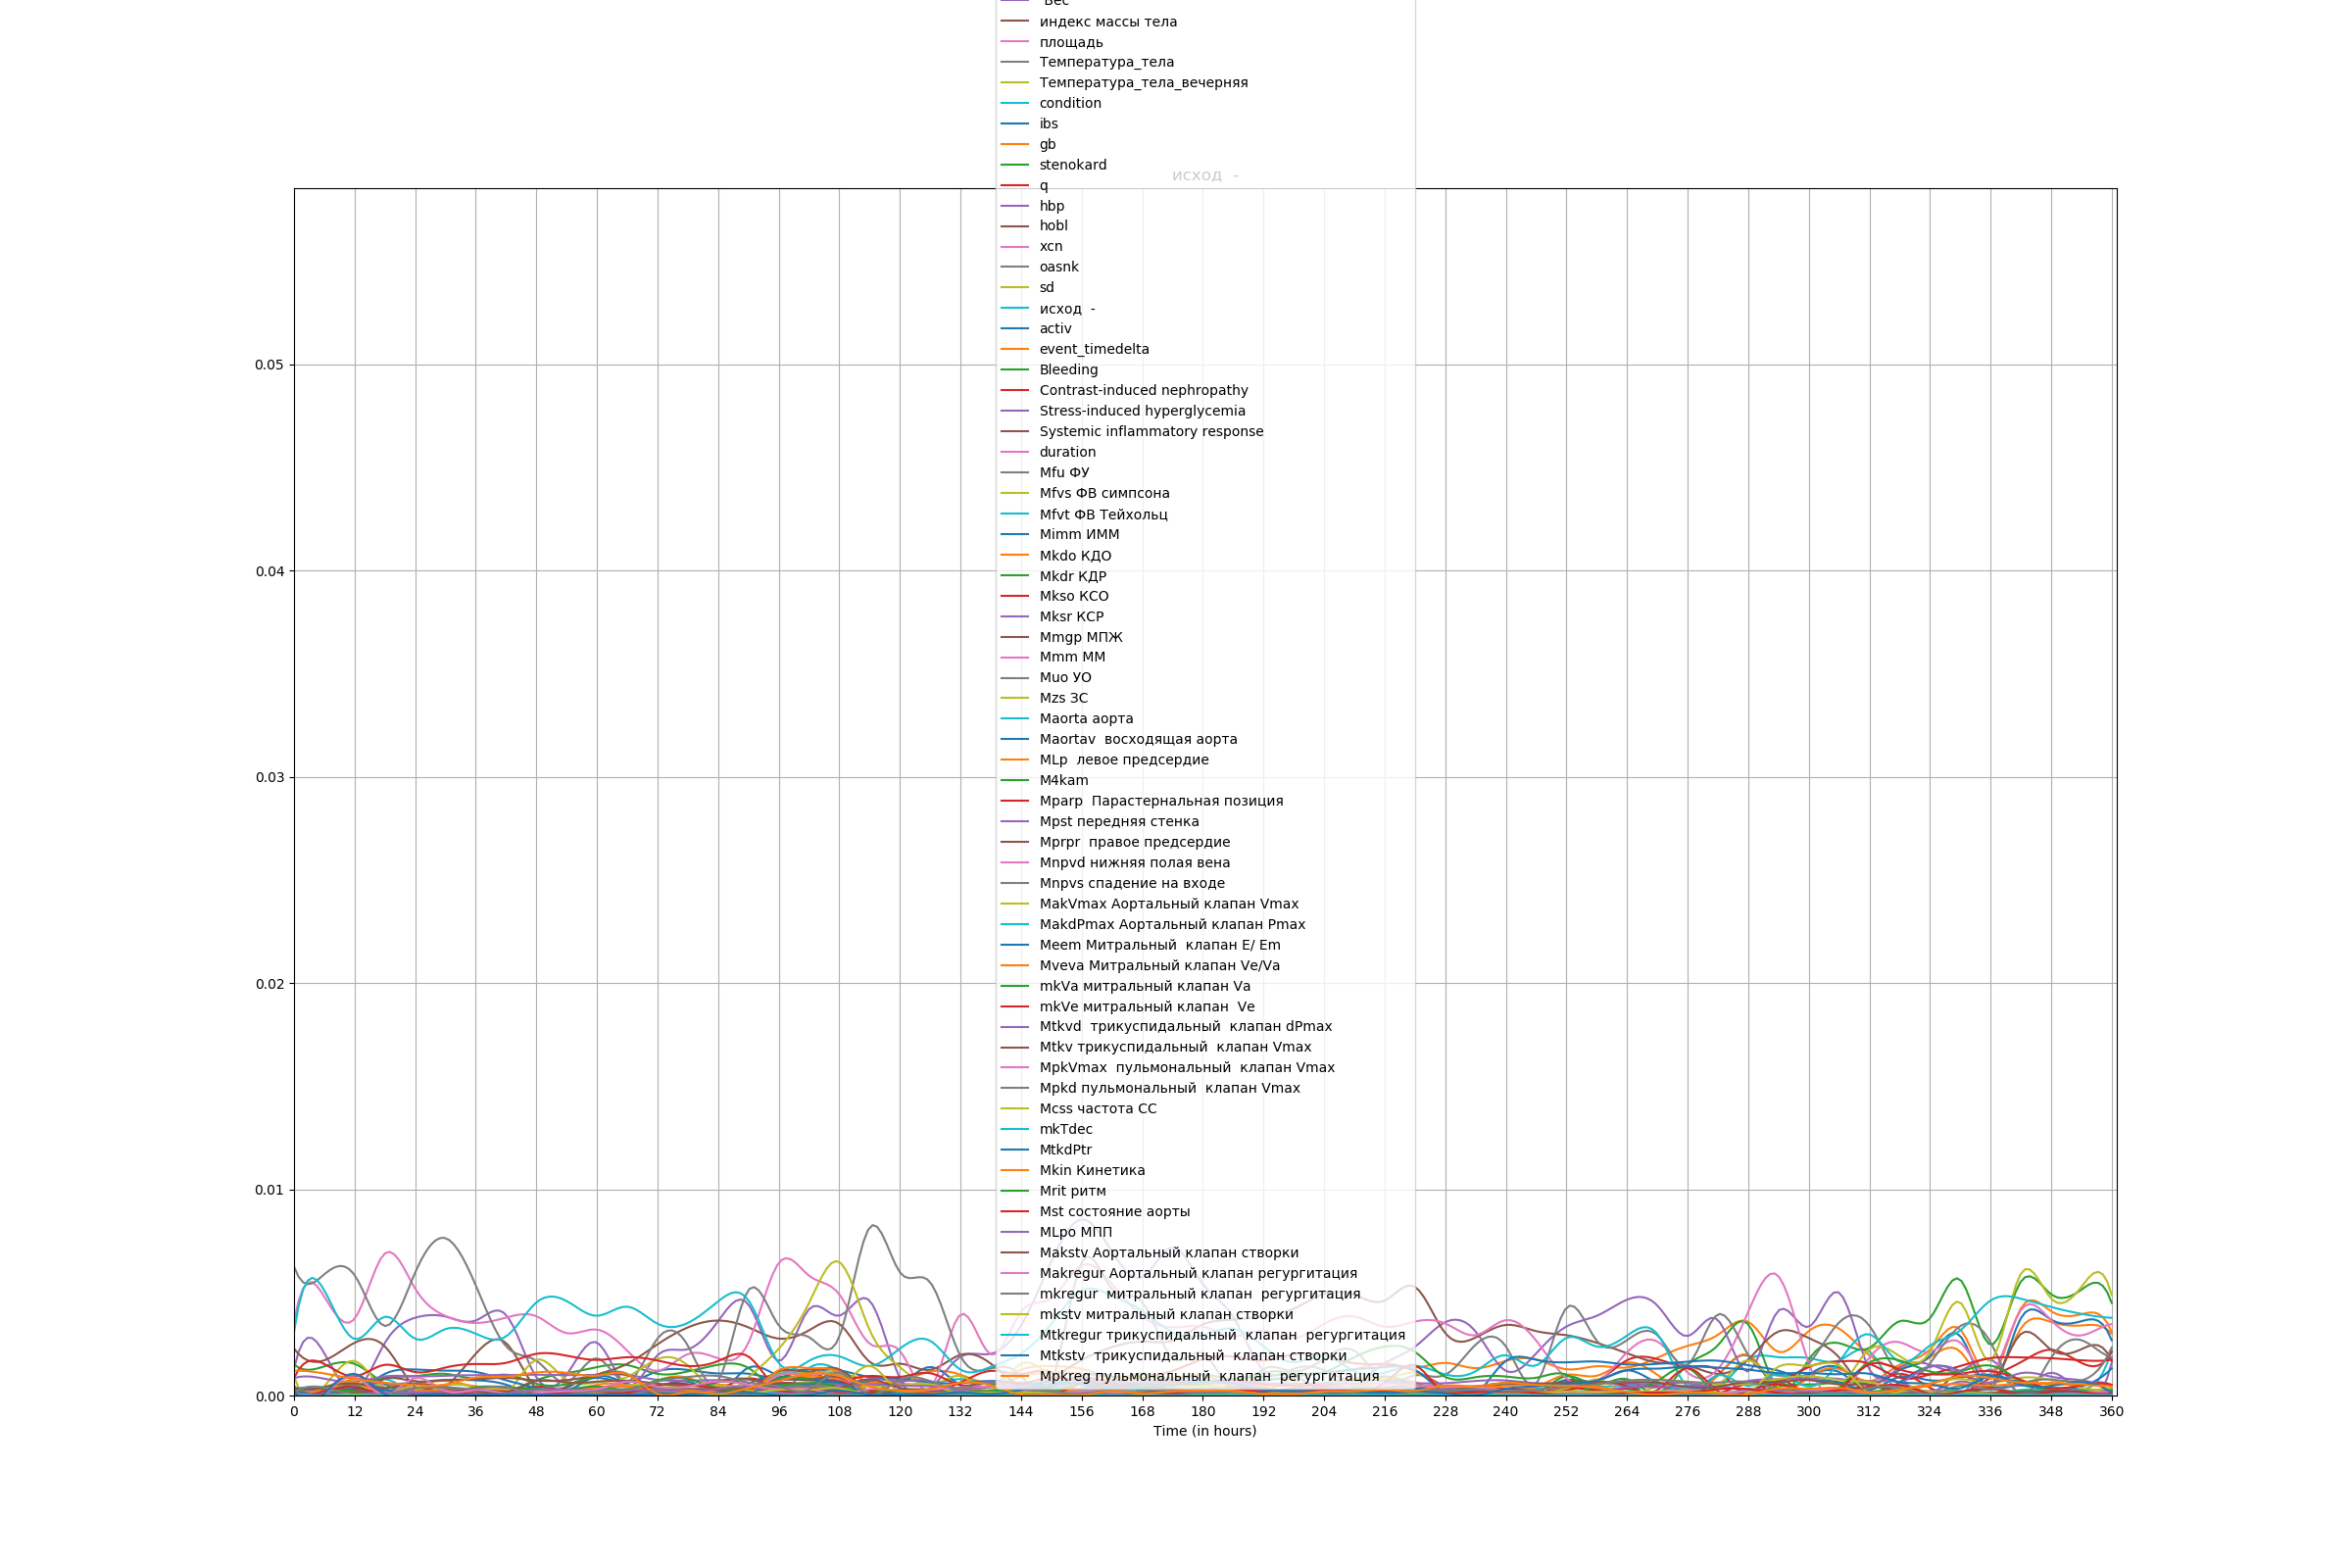 Вес
индекс массы тела
площадь
Температура_тела
Температура_тела_вечерняя
condition
ibs
gb
stenokard
исход  -
q
hbp
hobl
xcn
oasnk
sd
исход  -
activ
event_timedelta
Bleeding
Contrast-induced nephropathy
Stress-induced hyperglycemia
Systemic inflammatory response
duration
Mfu ФУ
Mfvs ФВ симпсона
Mfvt ФВ Тейхольц
Mimm ИММ
Mkdo КДО
Mkdr КДР
Mkso КСО
Mksr КСР
Mmgp МПЖ
Mmm ММ
Muo УО
Mzs ЗС
Maorta аорта
Maortav  восходящая аорта
MLp  левое предсердие
M4kam
Mparp  Парастернальная позиция
Mpst передняя стенка
Mprpr  правое предсердие
Mnpvd нижняя полая вена
Mnpvs спадение на входе
MakVmax Аортальный клапан Vmax
MakdPmax Аортальный клапан Pmax
Meem Митральный  клапан E/ Em
Mveva Митральный клапан Ve/Va
mkVa митральный клапан Va
mkVe митральный клапан  Ve
Mtkvd  трикуспидальный  клапан dPmax
Mtkv трикуспидальный  клапан Vmax
MpkVmax  пульмональный  клапан Vmax
Mpkd пульмональный  клапан Vmax
Mcss частота СС
mkTdec
MtkdPtr
Mkin Кинетика
Mrit ритм
Mst состояние аорты
MLpo МПП
Makstv Аортальный клапан створки
Makregur Аортальный клапан регургитация
mkregur  митральный клапан  регургитация
mkstv митральный клапан створки
Mtkregur трикуспидальный  клапан  регургитация
Mtkstv  трикуспидальный  клапан створки
Mpkreg пульмональный  клапан  регургитация
0.05
0.04
0.03
0.02
0.01
0.00
0 12 24 36 48 60 72 84 96 108 120 132 144 156 168 180 192 204 216 228 240 252 264 276 288 300 312 324 336 348 360
Time (in hours)